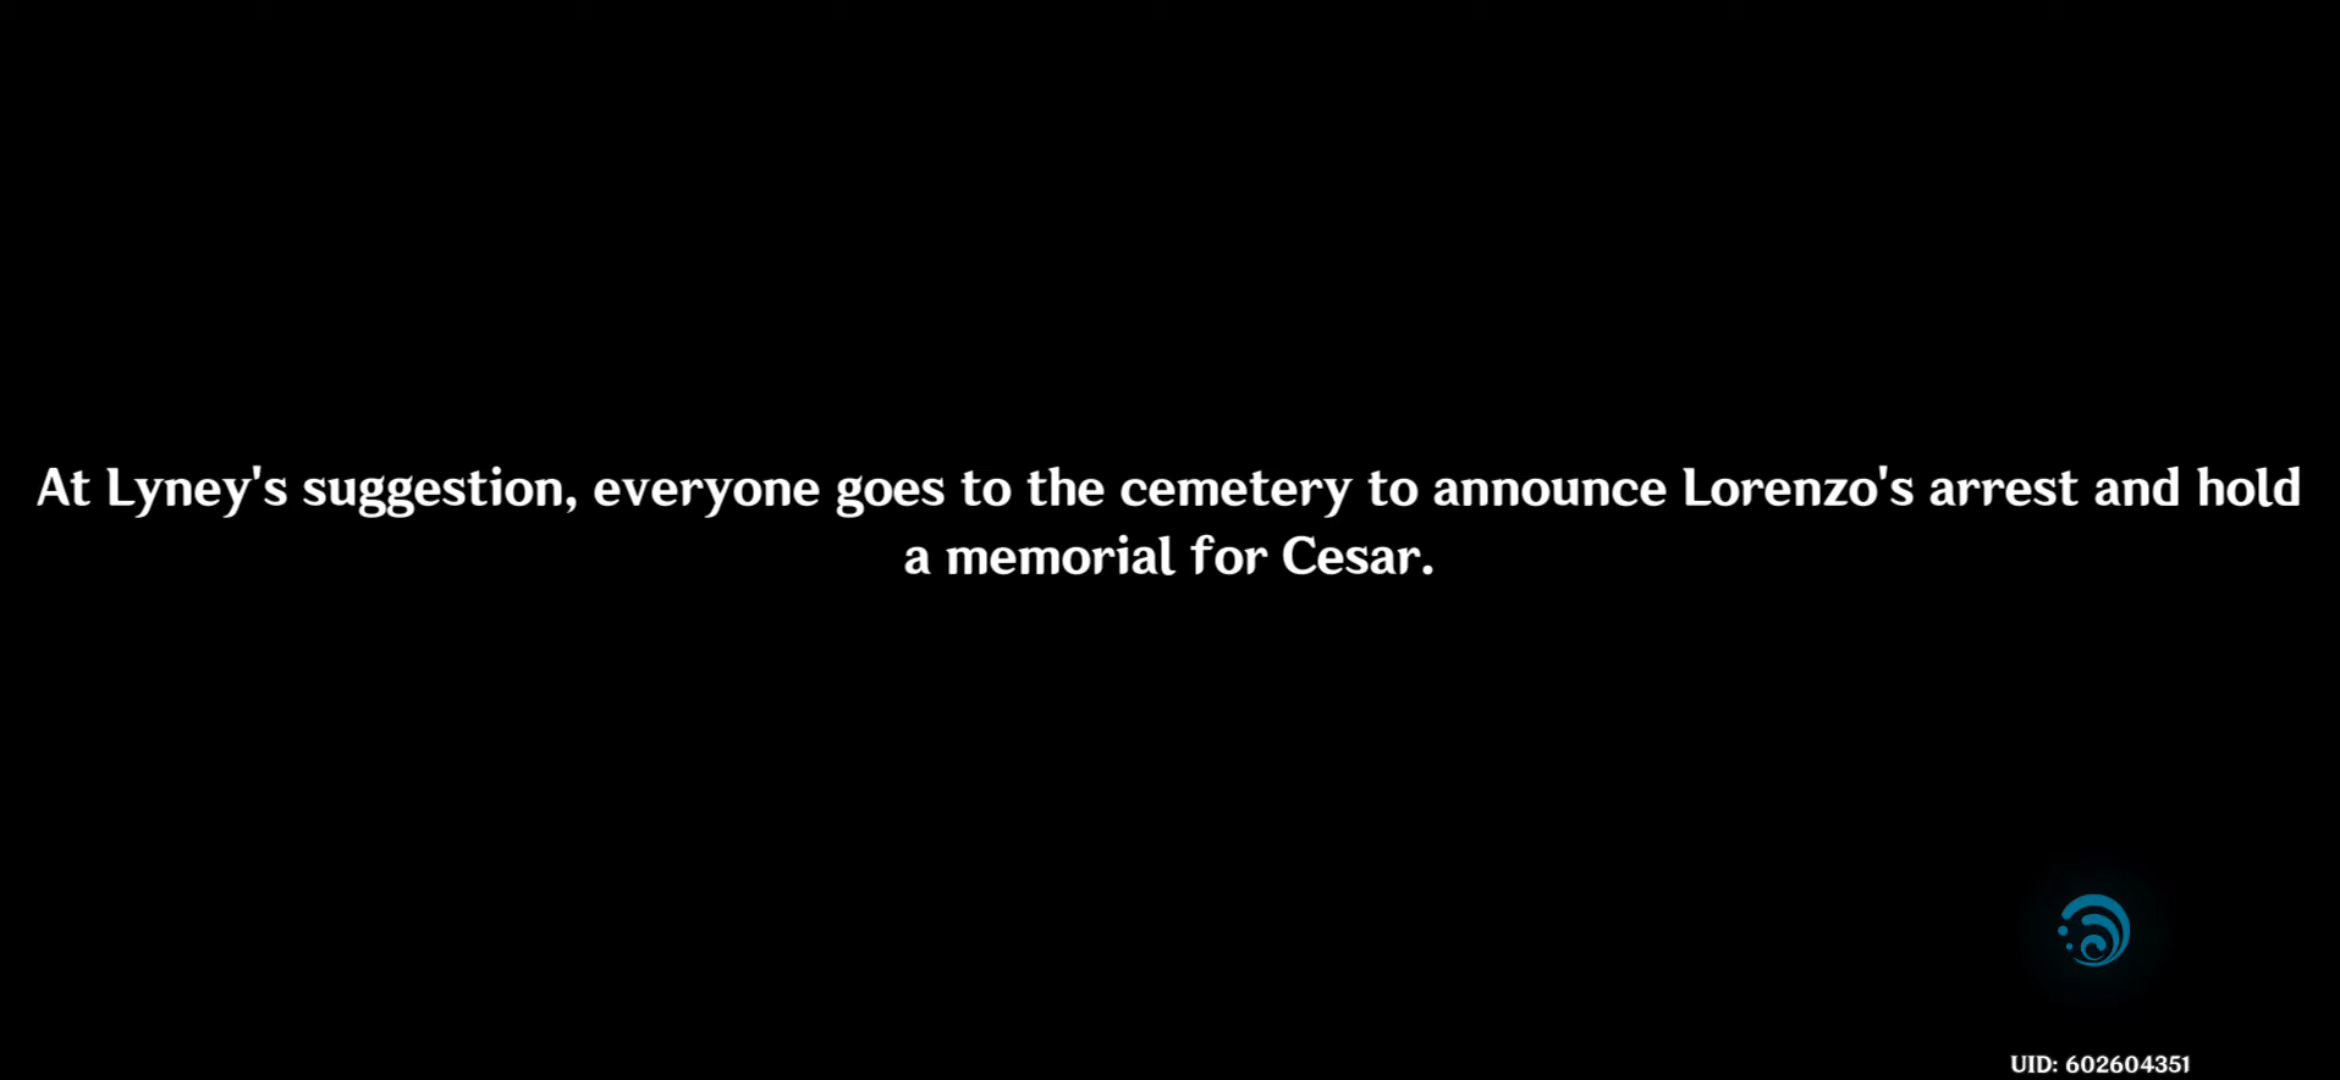 At Lyney's suggestion, everyone goes to the cemetery to announce Lorenzo's arrest and hold
a memorial for Cesar.
UID: 602604351